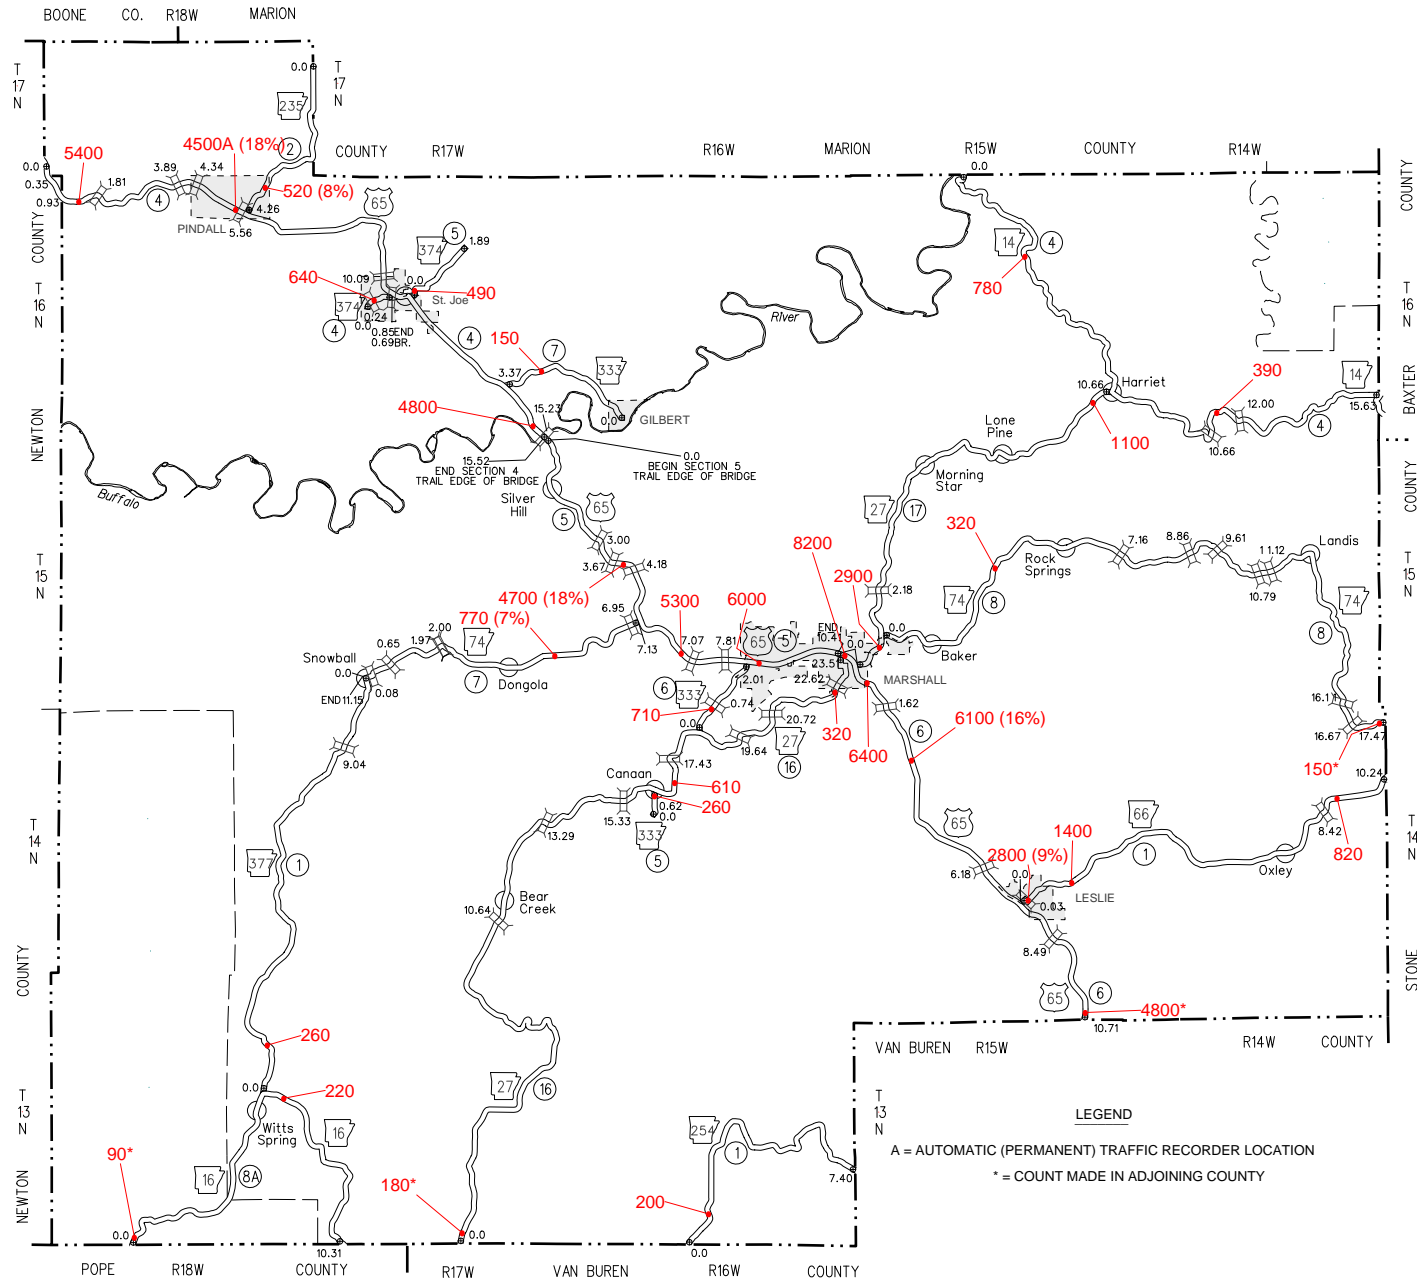 BOONE CO. R18W MARION
T 17 N
T 17 N
0.0
235
4500A (18%)
2
COUNTY R17W R16W MARION R15W COUNTY R14W
0.0
5400
0.0
0.35
0.93
1.81
3.89
4.34
4
520 (8%)
4.26
PINDALL
5.56
65
COUNTY
COUNTY
5
374
1.89
14
4
780
640
10.09
0.0
490
St. Joe
374
0.24
0.0
4
0.85
END
0.69
BR.
T 16 N
T 16 N
River
4
150
7
333
3.37
0.0
GILBERT
4800
15.23
15.52
END SECTION 4
TRAIL EDGE OF BRIDGE
0.0
BEGIN SECTION 5
TRAIL EDGE OF BRIDGE
Buffalo
NEWTON
10.66
Harriet
390
14
12.00
15.63
4
10.66
1100
BAXTER
COUNTY
Lone
Pine
Morning
Star
27
17
Silver
Hill
5
65
3.00
3.67
4.18
4700 (18%)
770 (7%)
6.95
7.13
5300
7.07
6000
7.81
65
5
8200
END
10.4
0.0
2900
2.18
320
Rock
Springs
7.16
8.86
9.61
11.12
10.79
Landis
74
8
74
8
0.0
Baker
T 15 N
T 15 N
Snowball
0.0
0.65
1.97
2.00
74
7
Dongola
END 11.15
0.08
9.04
6
333
2.01
23.51
22.62
MARSHALL
0.74
710
0.0
20.72
320
6400
1.62
6
6100 (16%)
19.64
27
16
17.43
610
Canaan
260
0.62
0.0
333
5
15.33
13.29
16.1
16.67
17.47
150*
10.24
8.42
820
T 14 N
T 14 N
377
1
65
66
1
1400
2800 (9%)
0.0
6.18
0.13
LESLIE
Oxley
Bear
Creek
10.64
8.49
65
6
4800*
10.71
COUNTY
STONE
VAN BUREN R15W R14W COUNTY
260
0.0
220
Witts
Spring
16
16
8A
90*
0.0
10.31
27
16
180*
0.0
254
1
200
0.0
7.40
T 13 N
T 13 N
NEWTON
LEGEND
A = AUTOMATIC (PERMANENT) TRAFFIC RECORDER LOCATION
* = COUNT MADE IN ADJOINING COUNTY
POPE R18W COUNTY R17W VAN BUREN R16W COUNTY